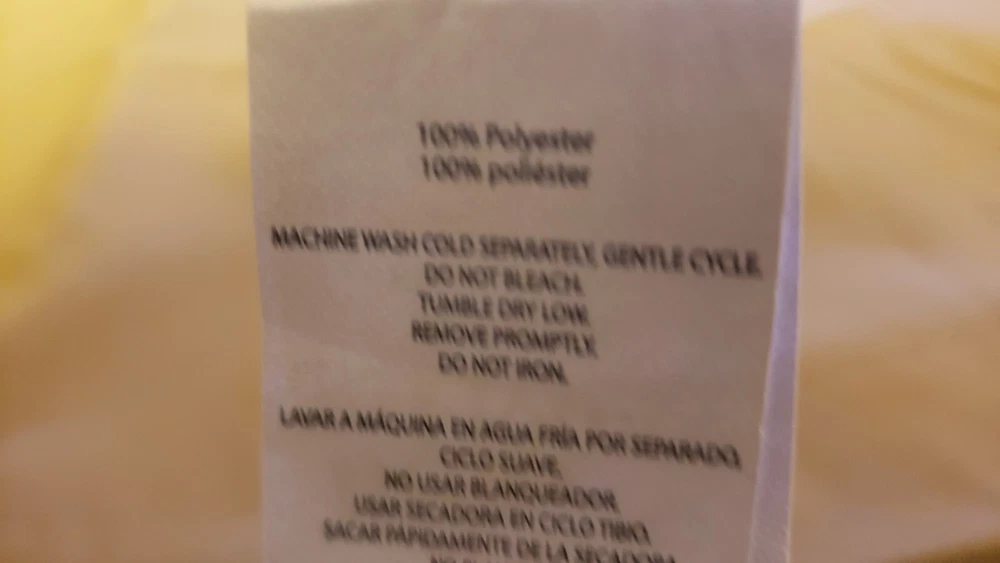 100% Polyester
100% poliéster
MACHINE WASH COLD SEPARATELY, GENTLE CYCLE.
DO NOT BLEACH.
TUMBLE DRY LOW.
REMOVE PROMPTLY.
DO NOT IRON.
LAVAR A MÁQUINA EN AGUA FRÍA POR SEPARADO,
CICLO SUAVE.
NO USAR BLANQUEADOR.
USAR SECADORA EN CICLO TIBIO.
SACAR RÁPIDAMENTE DE LA SECADORA.